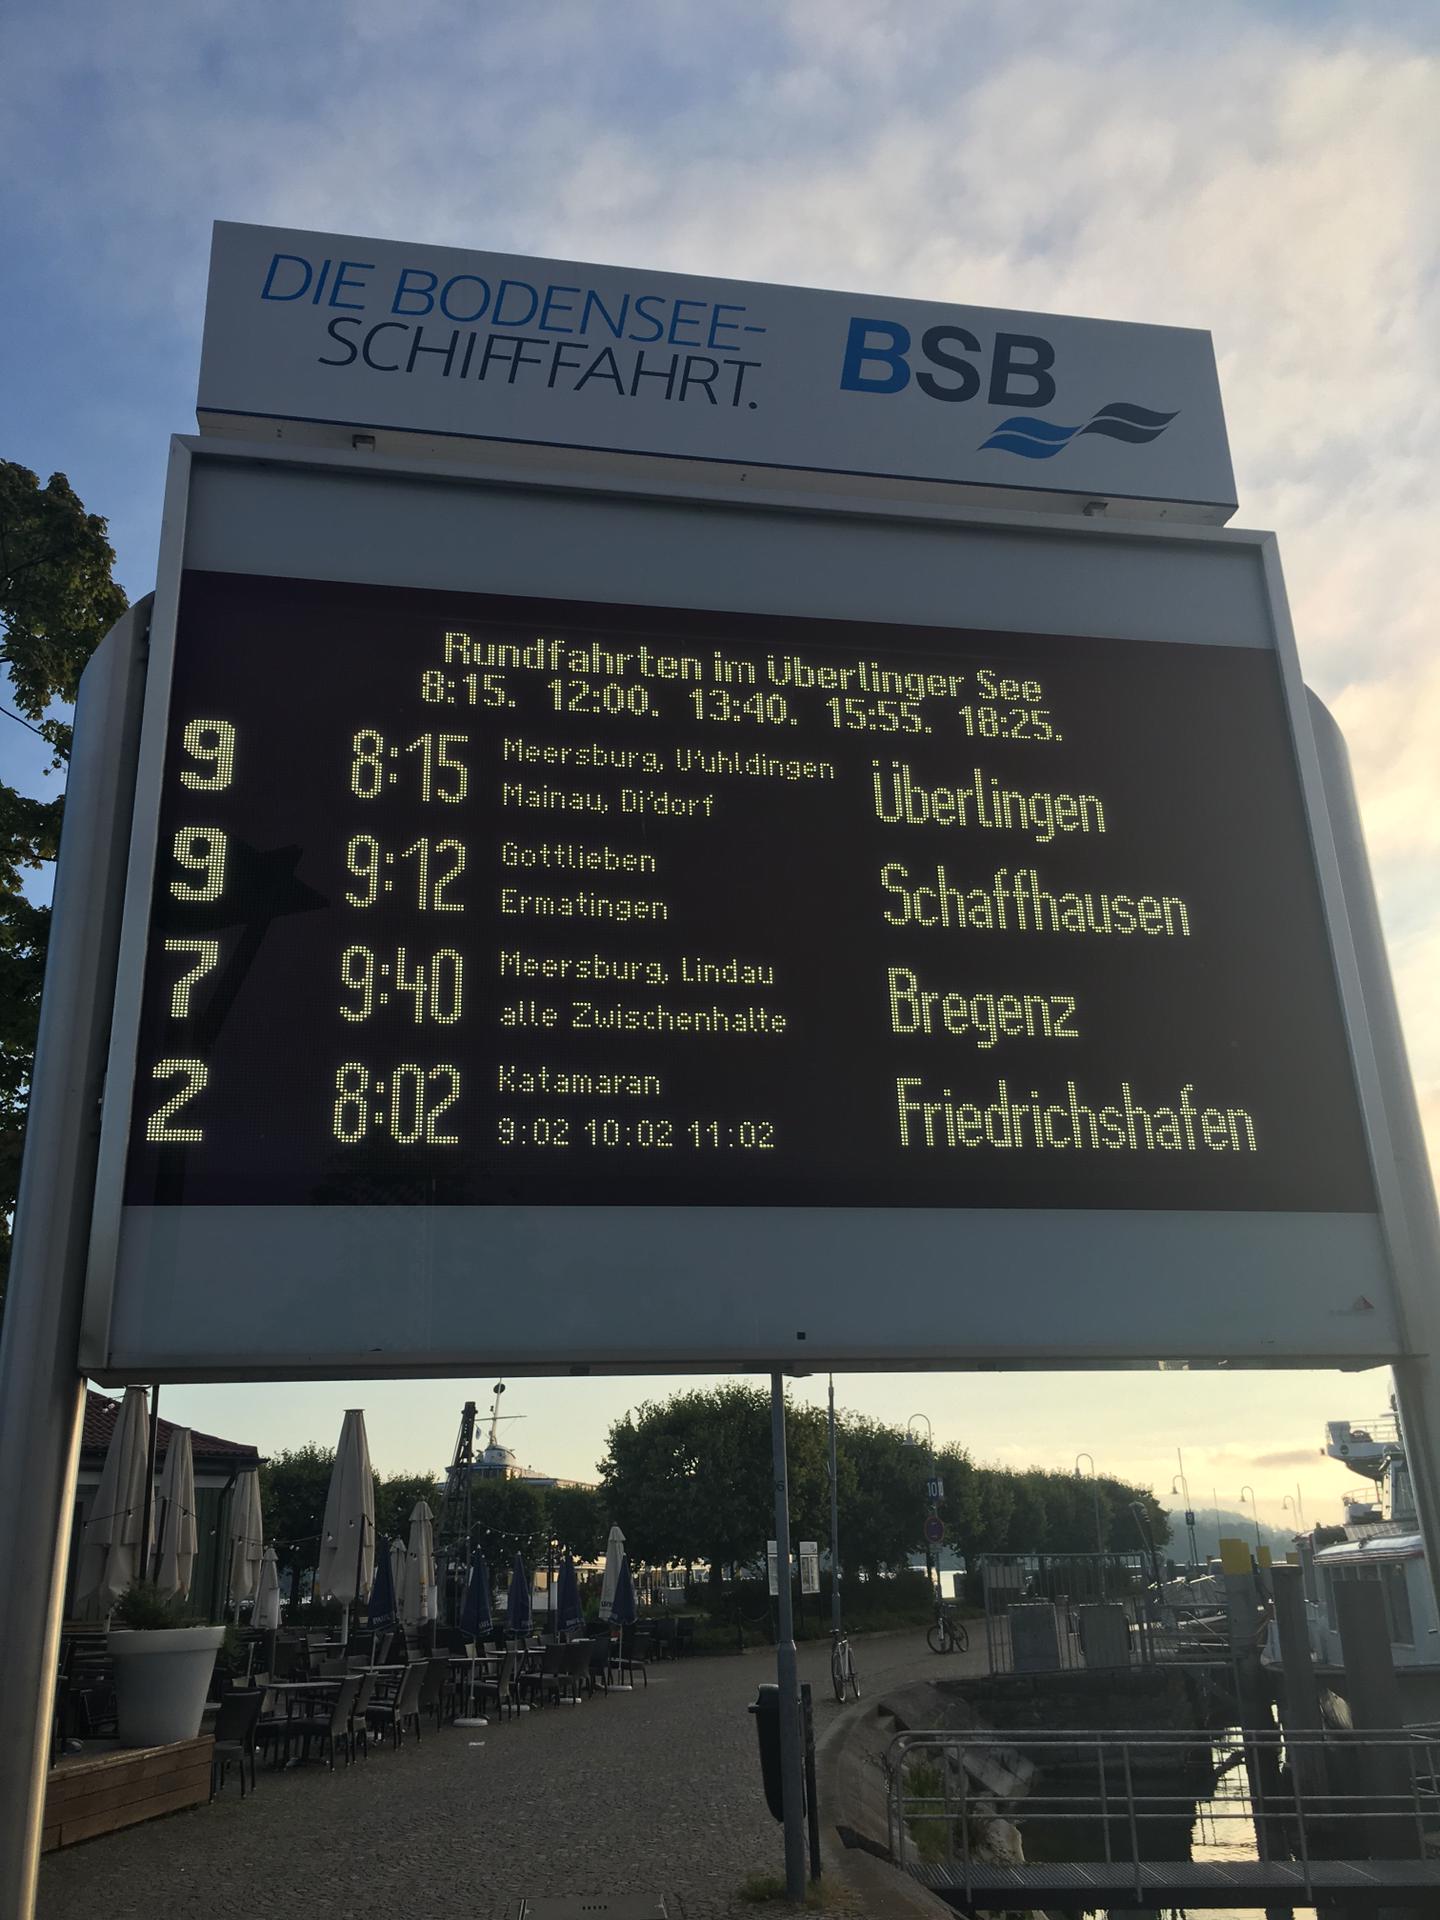 DIE BODENSEE-
SCHIFFFAHRT.
BSB
Rundfahrten im Überlinger See
8:15. 12:00. 13:40. 15:55. 18:25.
9 8:15 Meersburg, U'uhldingen Überlingen
Mainau, Di'dorf
9 9:12 Gottlieben Schaffhausen
Ermatingen
7 9:40 Meersburg, Lindau Bregenz
alle Zwischenhalte
2 8:02 Katamaran Friedrichshafen
9:02 10:02 11:02
10